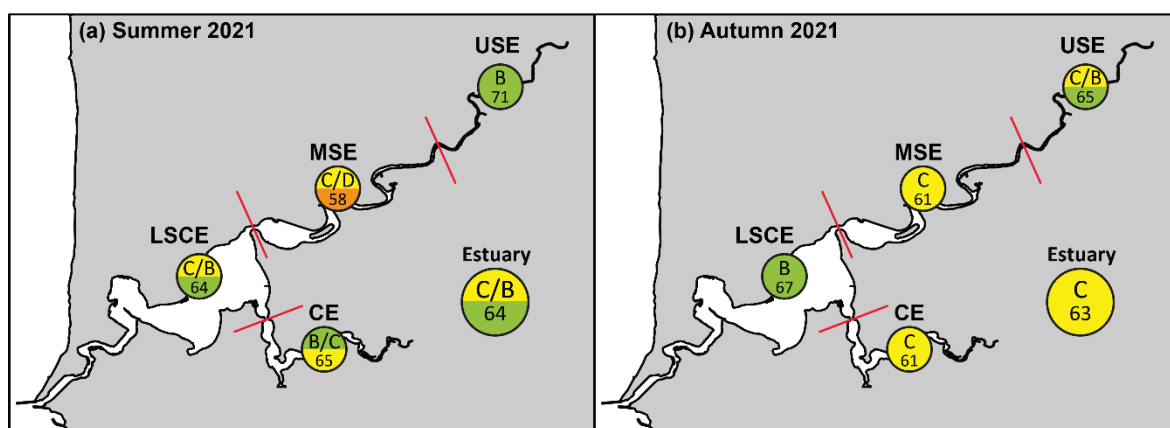 (a) Summer 2021
USE
B
71
MSE
C/D
58
LSCE
C/B
64
Estuary
C/B
64
CE
B/C
65
(b) Autumn 2021
USE
C/B
65
MSE
C
61
LSCE
B
67
Estuary
C
63
CE
C
61